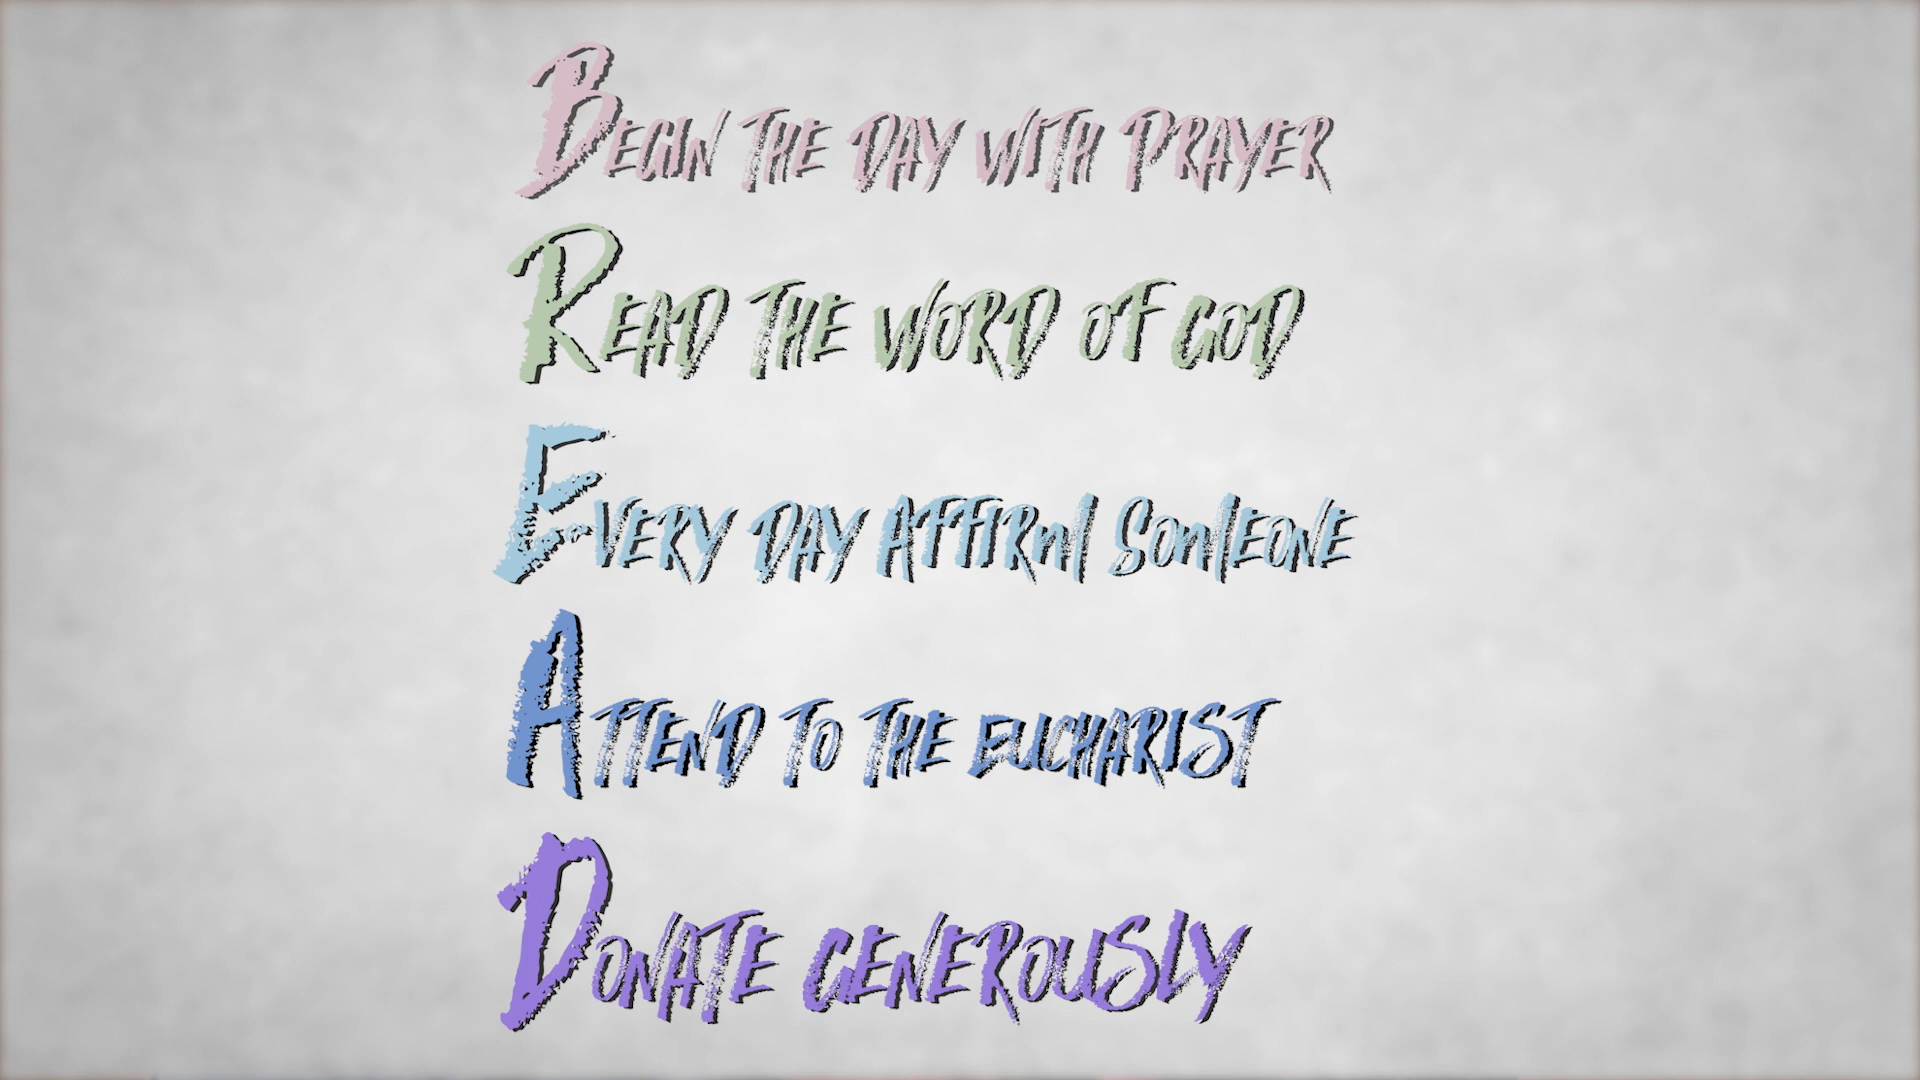 Begin the Day with Prayer
Read the Word of God
Every Day Affirm Someone
Attend to the Eucharist
Donate Generously